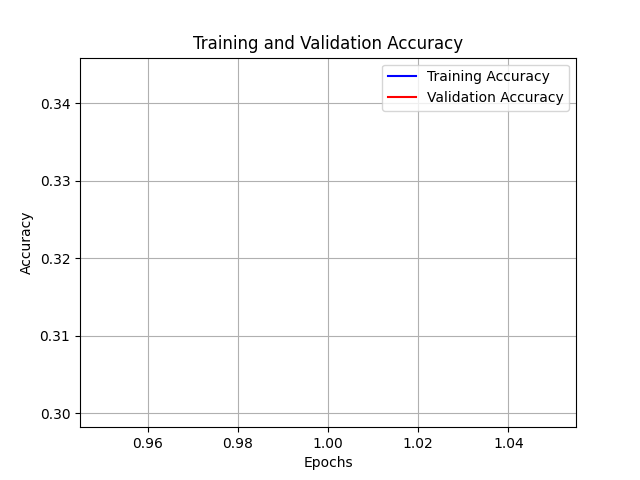 Training and Validation Accuracy
Training Accuracy
Validation Accuracy
Accuracy
0.34
0.33
0.32
0.31
0.30
0.96 0.98 1.00 1.02 1.04
Epochs